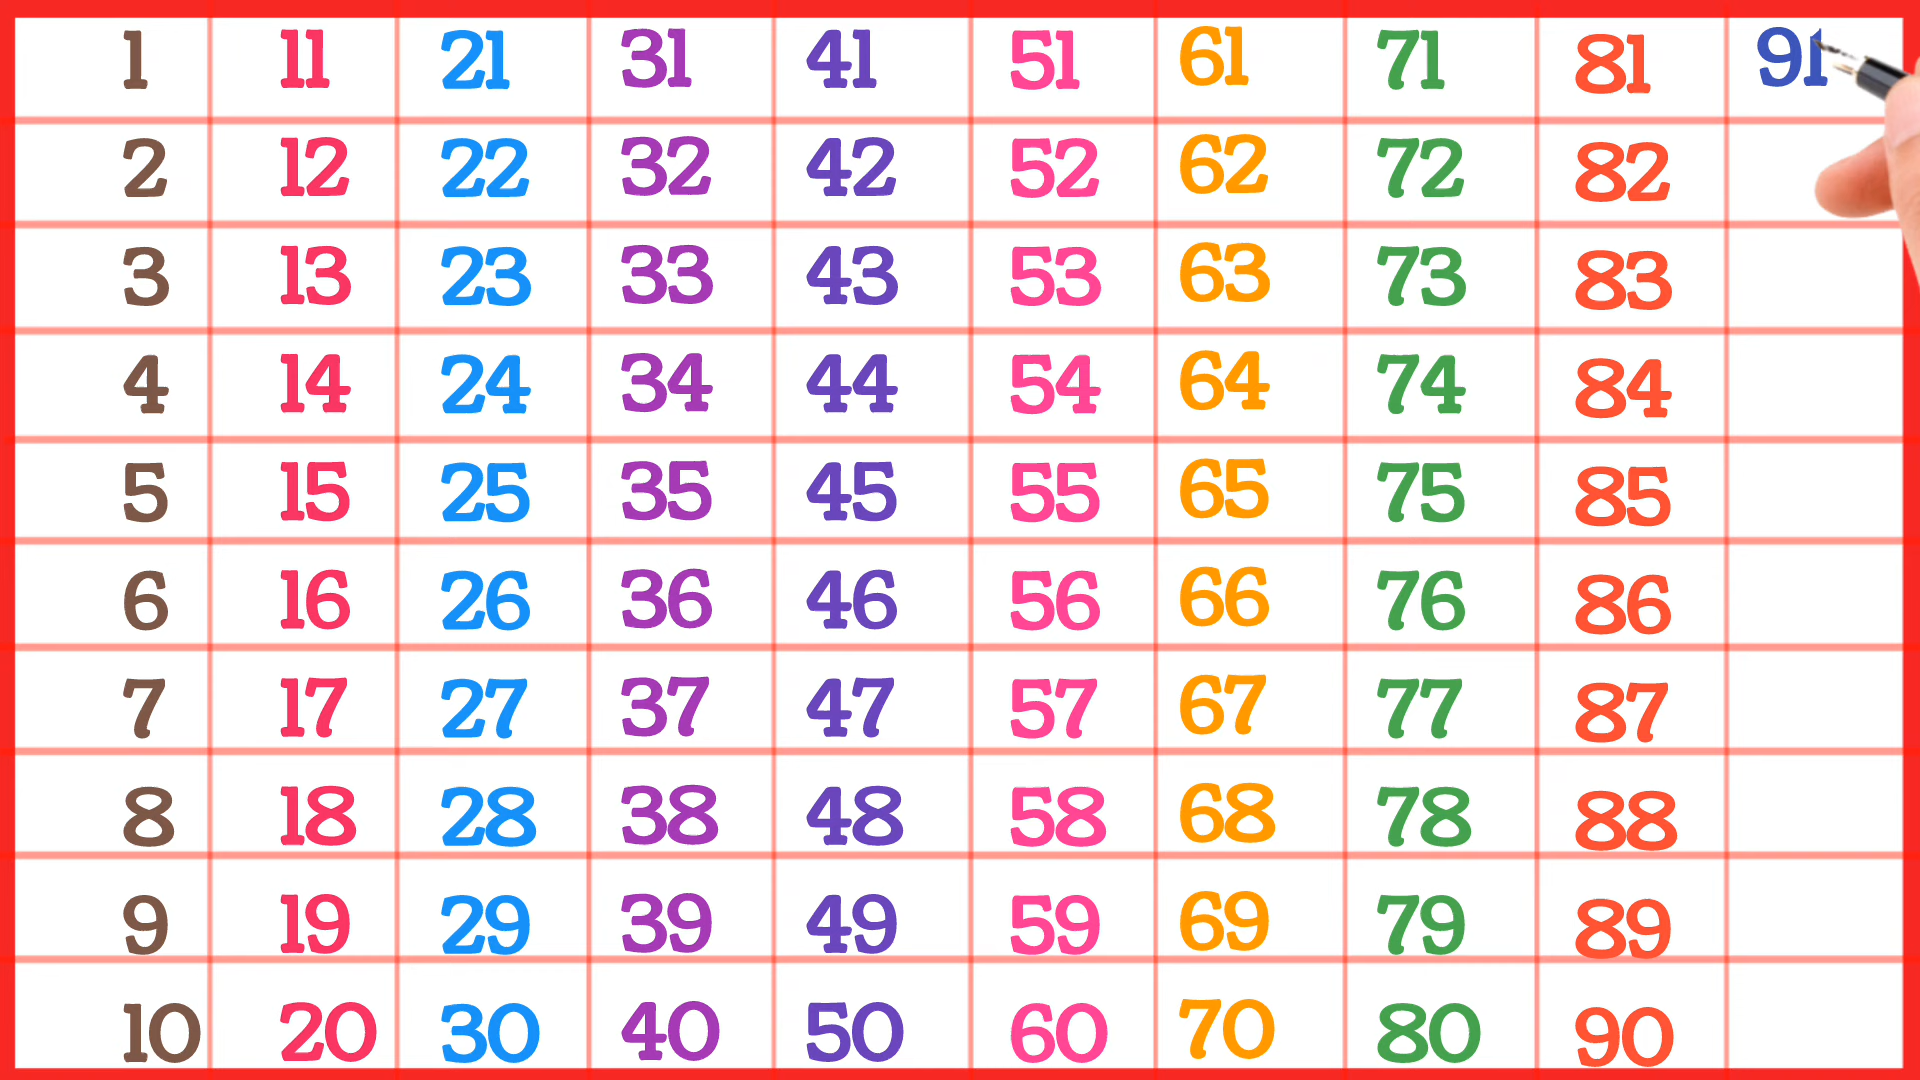 1 11 21 31 41 51 61 71 81 91
2 12 22 32 42 52 62 72 82
3 13 23 33 43 53 63 73 83
4 14 24 34 44 54 64 74 84
5 15 25 35 45 55 65 75 85
6 16 26 36 46 56 66 76 86
7 17 27 37 47 57 67 77 87
8 18 28 38 48 58 68 78 88
9 19 29 39 49 59 69 79 89
10 20 30 40 50 60 70 80 90